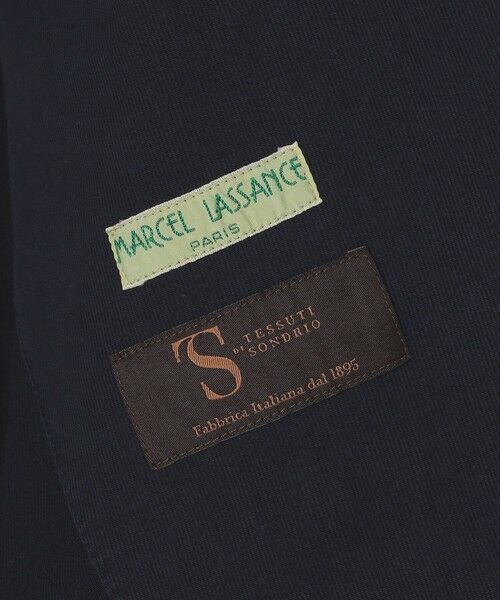 MARCEL LASSANCE
PARIS
TS
DI
TESSUTI
SONDRIO
Fabbrica Italiana dal 1895